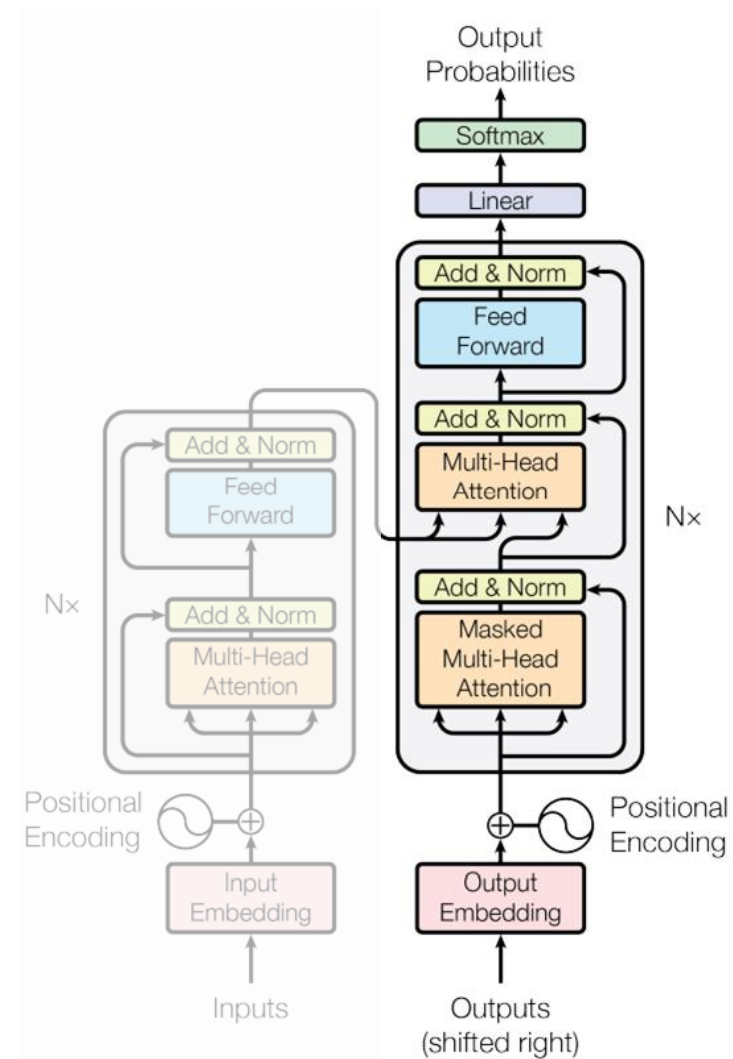 Output
Probabilities
Softmax
Linear
Add & Norm
Feed
Forward
Add & Norm
Multi-Head
Attention
Nx
Add & Norm
Masked
Multi-Head
Attention
Positional
Encoding
Output
Embedding
Outputs
(shifted right)
Add & Norm
Feed
Forward
Nx
Add & Norm
Multi-Head
Attention
Positional
Encoding
Input
Embedding
Inputs